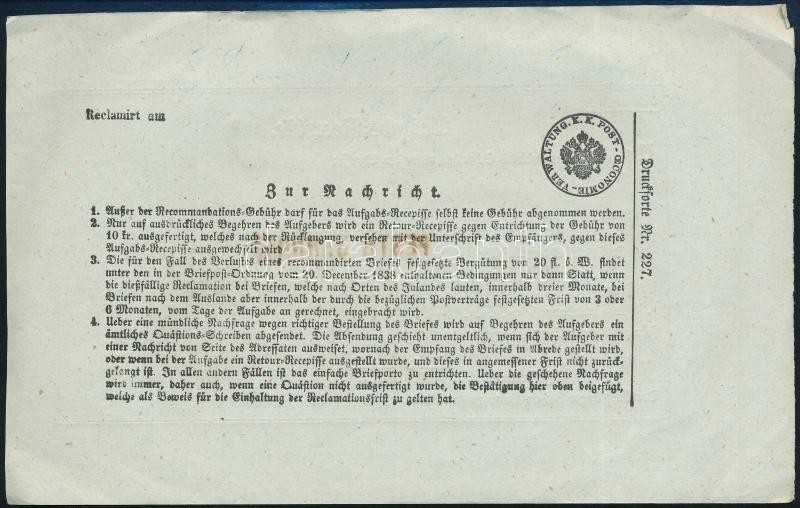 Reclamirt am
K. K. POST-ŒCONOMIE-VERWALTUNG.
Drucksorte Nr. 227.
Zur Nachricht.
1. Außer der Recommandations-Gebühr darf für das Aufgabs-Recepisse selbst keine Gebühr abgenommen werden.
2. Nur auf ausdrückliches Begehren des Aufgebers wird ein Retour-Recepisse gegen Entrichtung der Gebühr von
10 kr. ausgefertigt, welches nach der Rücklangung, versehen mit der Unterschrift des Empfängers, gegen dieses
Aufgabs-Recepisse ausgewechselt wird.
3. Die für den Fall des Verlustes eines recommandirten Briefes festgesetzte Vergütung von 20 fl. ö. W. findet
unter den in der Briefpost-Ordnung vom 20. December 1838 enthaltenen Bedingungen nur dann Statt, wenn
die dießfällige Reclamation bei Briefen, welche nach Orten des Inlandes lauten, innerhalb dreier Monate, bei
Briefen nach dem Auslande aber innerhalb der durch die bezüglichen Postverträge festgesetzten Frist von 3 oder
6 Monaten, vom Tage der Aufgabe an gerechnet, eingebracht wird.
4. Ueber eine mündliche Nachfrage wegen richtiger Bestellung des Briefes wird auf Begehren des Aufgebers ein
ämtliches Quästions-Schreiben abgesendet. Die Absendung geschieht unentgeltlich, wenn sich der Aufgeber mit
einer Nachricht von Seite des Adressaten ausweiset, wornach der Empfang des Briefes in Abrede gestellt wird,
oder wenn bei der Aufgabe ein Retour-Recepisse ausgestellt wurde, und dieses in angemessener Frist nicht zurück-
gelangt ist. In allen andern Fällen ist das einfache Briefporto zu entrichten. Ueber die geschehene Nachfrage
wird immer, daher auch, wenn eine Quästion nicht ausgefertigt wurde, die Bestätigung hier oben beigefügt,
welche als Beweis für die Einhaltung der Reclamationsfrist zu gelten hat.